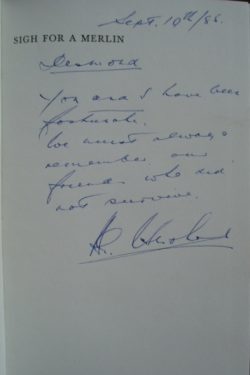 Sept. 10th/86.
SIGH FOR A MERLIN
Desmond
You and I have been
fortunate.
We must always
remember our
friends who did
not survive.
A. Henshaw